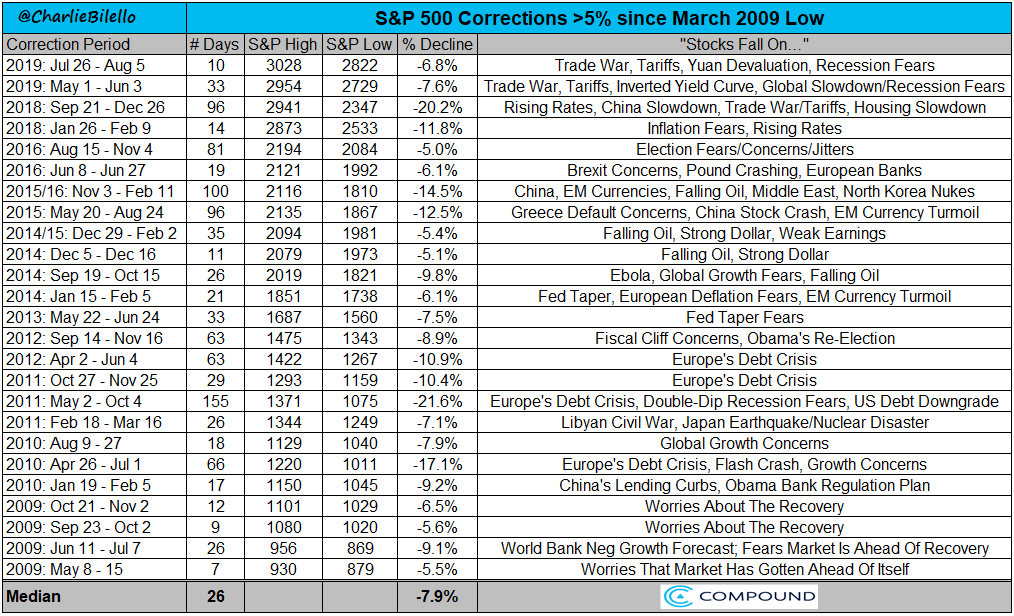 @CharlieBilello S&P 500 Corrections >5% since March 2009 Low
Correction Period # Days S&P High S&P Low % Decline "Stocks Fall On…"
2019: Jul 26 - Aug 5 10 3028 2822 -6.8% Trade War, Tariffs, Yuan Devaluation, Recession Fears
2019: May 1 - Jun 3 33 2954 2729 -7.6% Trade War, Tariffs, Inverted Yield Curve, Global Slowdown/Recession Fears
2018: Sep 21 - Dec 26 96 2941 2347 -20.2% Rising Rates, China Slowdown, Trade War/Tariffs, Housing Slowdown
2018: Jan 26 - Feb 9 14 2873 2533 -11.8% Inflation Fears, Rising Rates
2016: Aug 15 - Nov 4 81 2194 2084 -5.0% Election Fears/Concerns/Jitters
2016: Jun 8 - Jun 27 19 2121 1992 -6.1% Brexit Concerns, Pound Crashing, European Banks
2015/16: Nov 3 - Feb 11 100 2116 1810 -14.5% China, EM Currencies, Falling Oil, Middle East, North Korea Nukes
2015: May 20 - Aug 24 96 2135 1867 -12.5% Greece Default Concerns, China Stock Crash, EM Currency Turmoil
2014/15: Dec 29 - Feb 2 35 2094 1981 -5.4% Falling Oil, Strong Dollar, Weak Earnings
2014: Dec 5 - Dec 16 11 2079 1973 -5.1% Falling Oil, Strong Dollar
2014: Sep 19 - Oct 15 26 2019 1821 -9.8% Ebola, Global Growth Fears, Falling Oil
2014: Jan 15 - Feb 5 21 1851 1738 -6.1% Fed Taper, European Deflation Fears, EM Currency Turmoil
2013: May 22 - Jun 24 33 1687 1560 -7.5% Fed Taper Fears
2012: Sep 14 - Nov 16 63 1475 1343 -8.9% Fiscal Cliff Concerns, Obama's Re-Election
2012: Apr 2 - Jun 4 63 1422 1267 -10.9% Europe's Debt Crisis
2011: Oct 27 - Nov 25 29 1293 1159 -10.4% Europe's Debt Crisis
2011: May 2 - Oct 4 155 1371 1075 -21.6% Europe's Debt Crisis, Double-Dip Recession Fears, US Debt Downgrade
2011: Feb 18 - Mar 16 26 1344 1249 -7.1% Libyan Civil War, Japan Earthquake/Nuclear Disaster
2010: Aug 9 - 27 18 1129 1040 -7.9% Global Growth Concerns
2010: Apr 26 - Jul 1 66 1220 1011 -17.1% Europe's Debt Crisis, Flash Crash, Growth Concerns
2010: Jan 19 - Feb 5 17 1150 1045 -9.2% China's Lending Curbs, Obama Bank Regulation Plan
2009: Oct 21 - Nov 2 12 1101 1029 -6.5% Worries About The Recovery
2009: Sep 23 - Oct 2 9 1080 1020 -5.6% Worries About The Recovery
2009: Jun 11 - Jul 7 26 956 869 -9.1% World Bank Neg Growth Forecast; Fears Market Is Ahead Of Recovery
2009: May 8 - 15 7 930 879 -5.5% Worries That Market Has Gotten Ahead Of Itself
Median 26 -7.9% COMPOUND